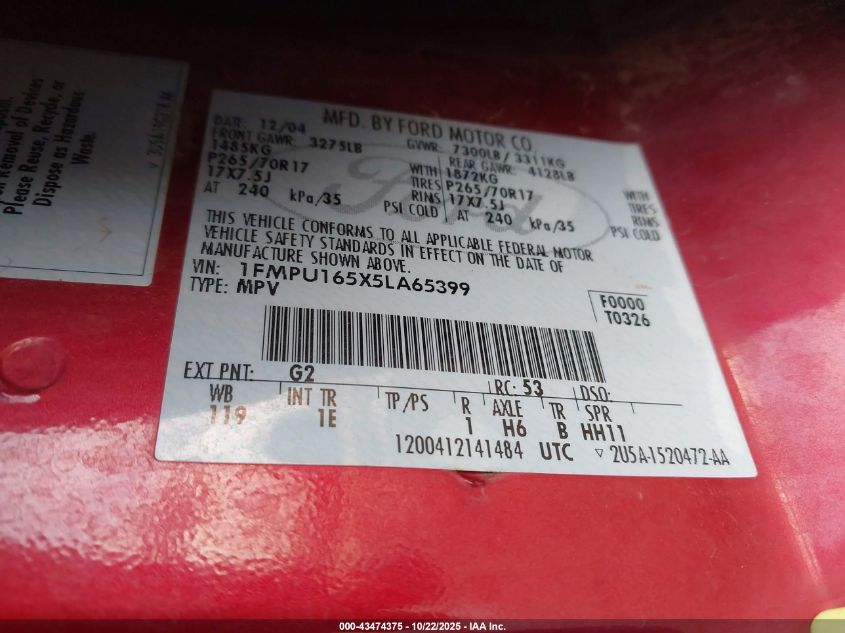 n Removal of Devices
Please Reuse, Recycle, or
Dispose as Hazardous
Waste.
MFD. BY FORD MOTOR CO.
DATE: 12/04 GVWR: 7300LB/ 3311KG
FRONT GAWR: 3275LB REAR GAWR: 4128LB
1485KG WITH 1872KG WITH
P265/70R17 TIRES P265/70R17 TIRES
17X7.5J RIMS 17X7.5J RIMS
AT 240 kPa/35 PSI COLD AT 240 kPa/35 PSI COLD
Ford
THIS VEHICLE CONFORMS TO ALL APPLICABLE FEDERAL MOTOR
VEHICLE SAFETY STANDARDS IN EFFECT ON THE DATE OF
MANUFACTURE SHOWN ABOVE.
VIN: 1FMPU165X5LA65399
TYPE: MPV
F0000
T0326
EXT PNT: G2 RC: 53 DSO:
WB INT TR TP/PS R AXLE TR SPR
119 1E 1 H6 B HH11
1200412141484 UTC ▽ 2U5A-1520472-AA
000-43474375 - 10/22/2025 - IAA Inc.